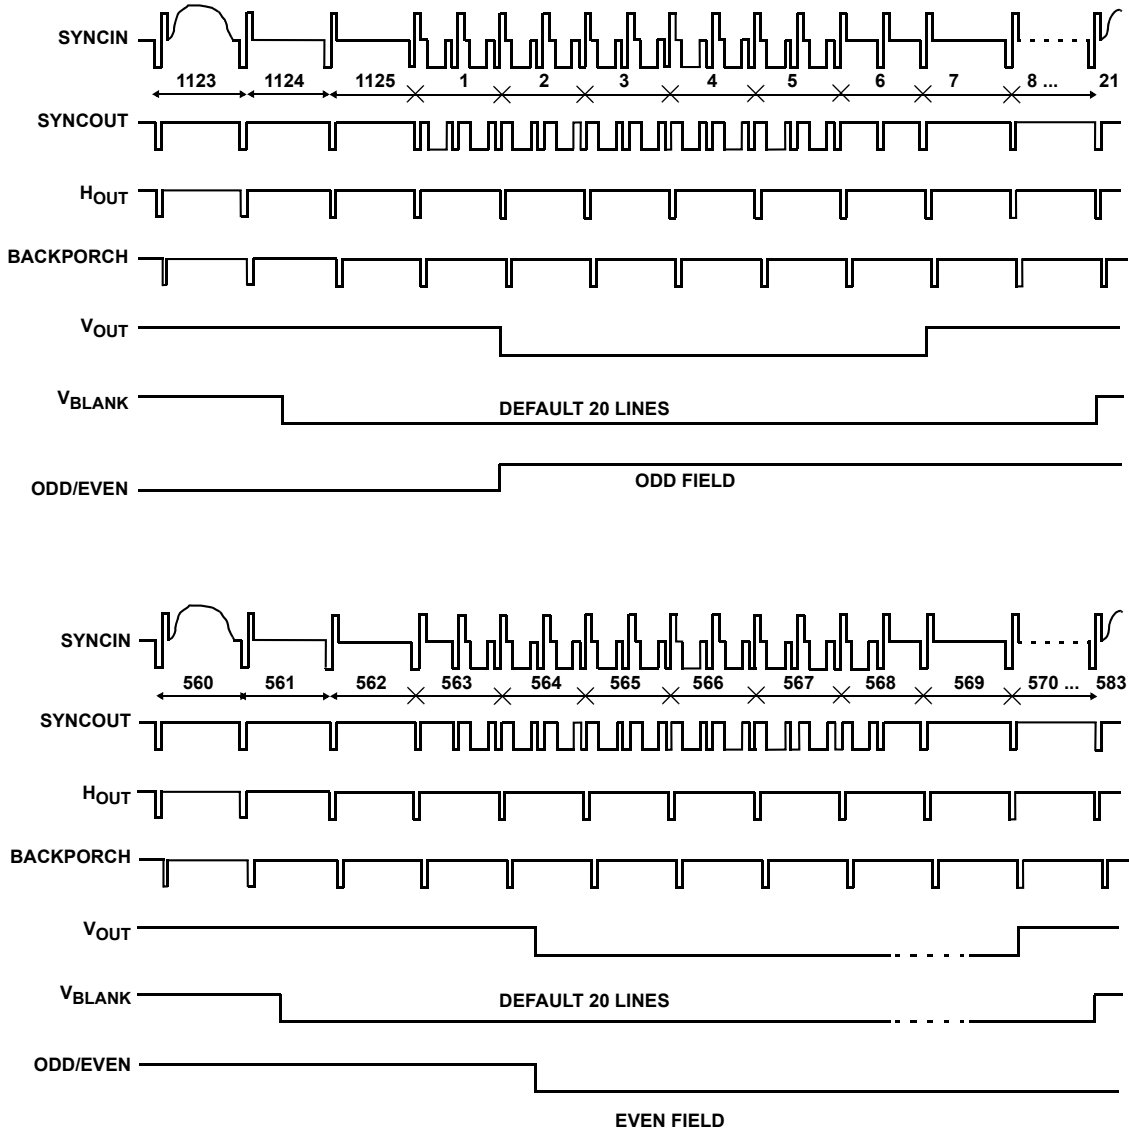 SYNCIN
1123 1124 1125 1 2 3 4 5 6 7 8 ... 21
SYNCOUT
HOUT
BACKPORCH
VOUT
VBLANK
DEFAULT 20 LINES
ODD/EVEN
ODD FIELD
SYNCIN
560 561 562 563 564 565 566 567 568 569 570 ... 583
SYNCOUT
HOUT
BACKPORCH
VOUT
VBLANK
DEFAULT 20 LINES
ODD/EVEN
EVEN FIELD